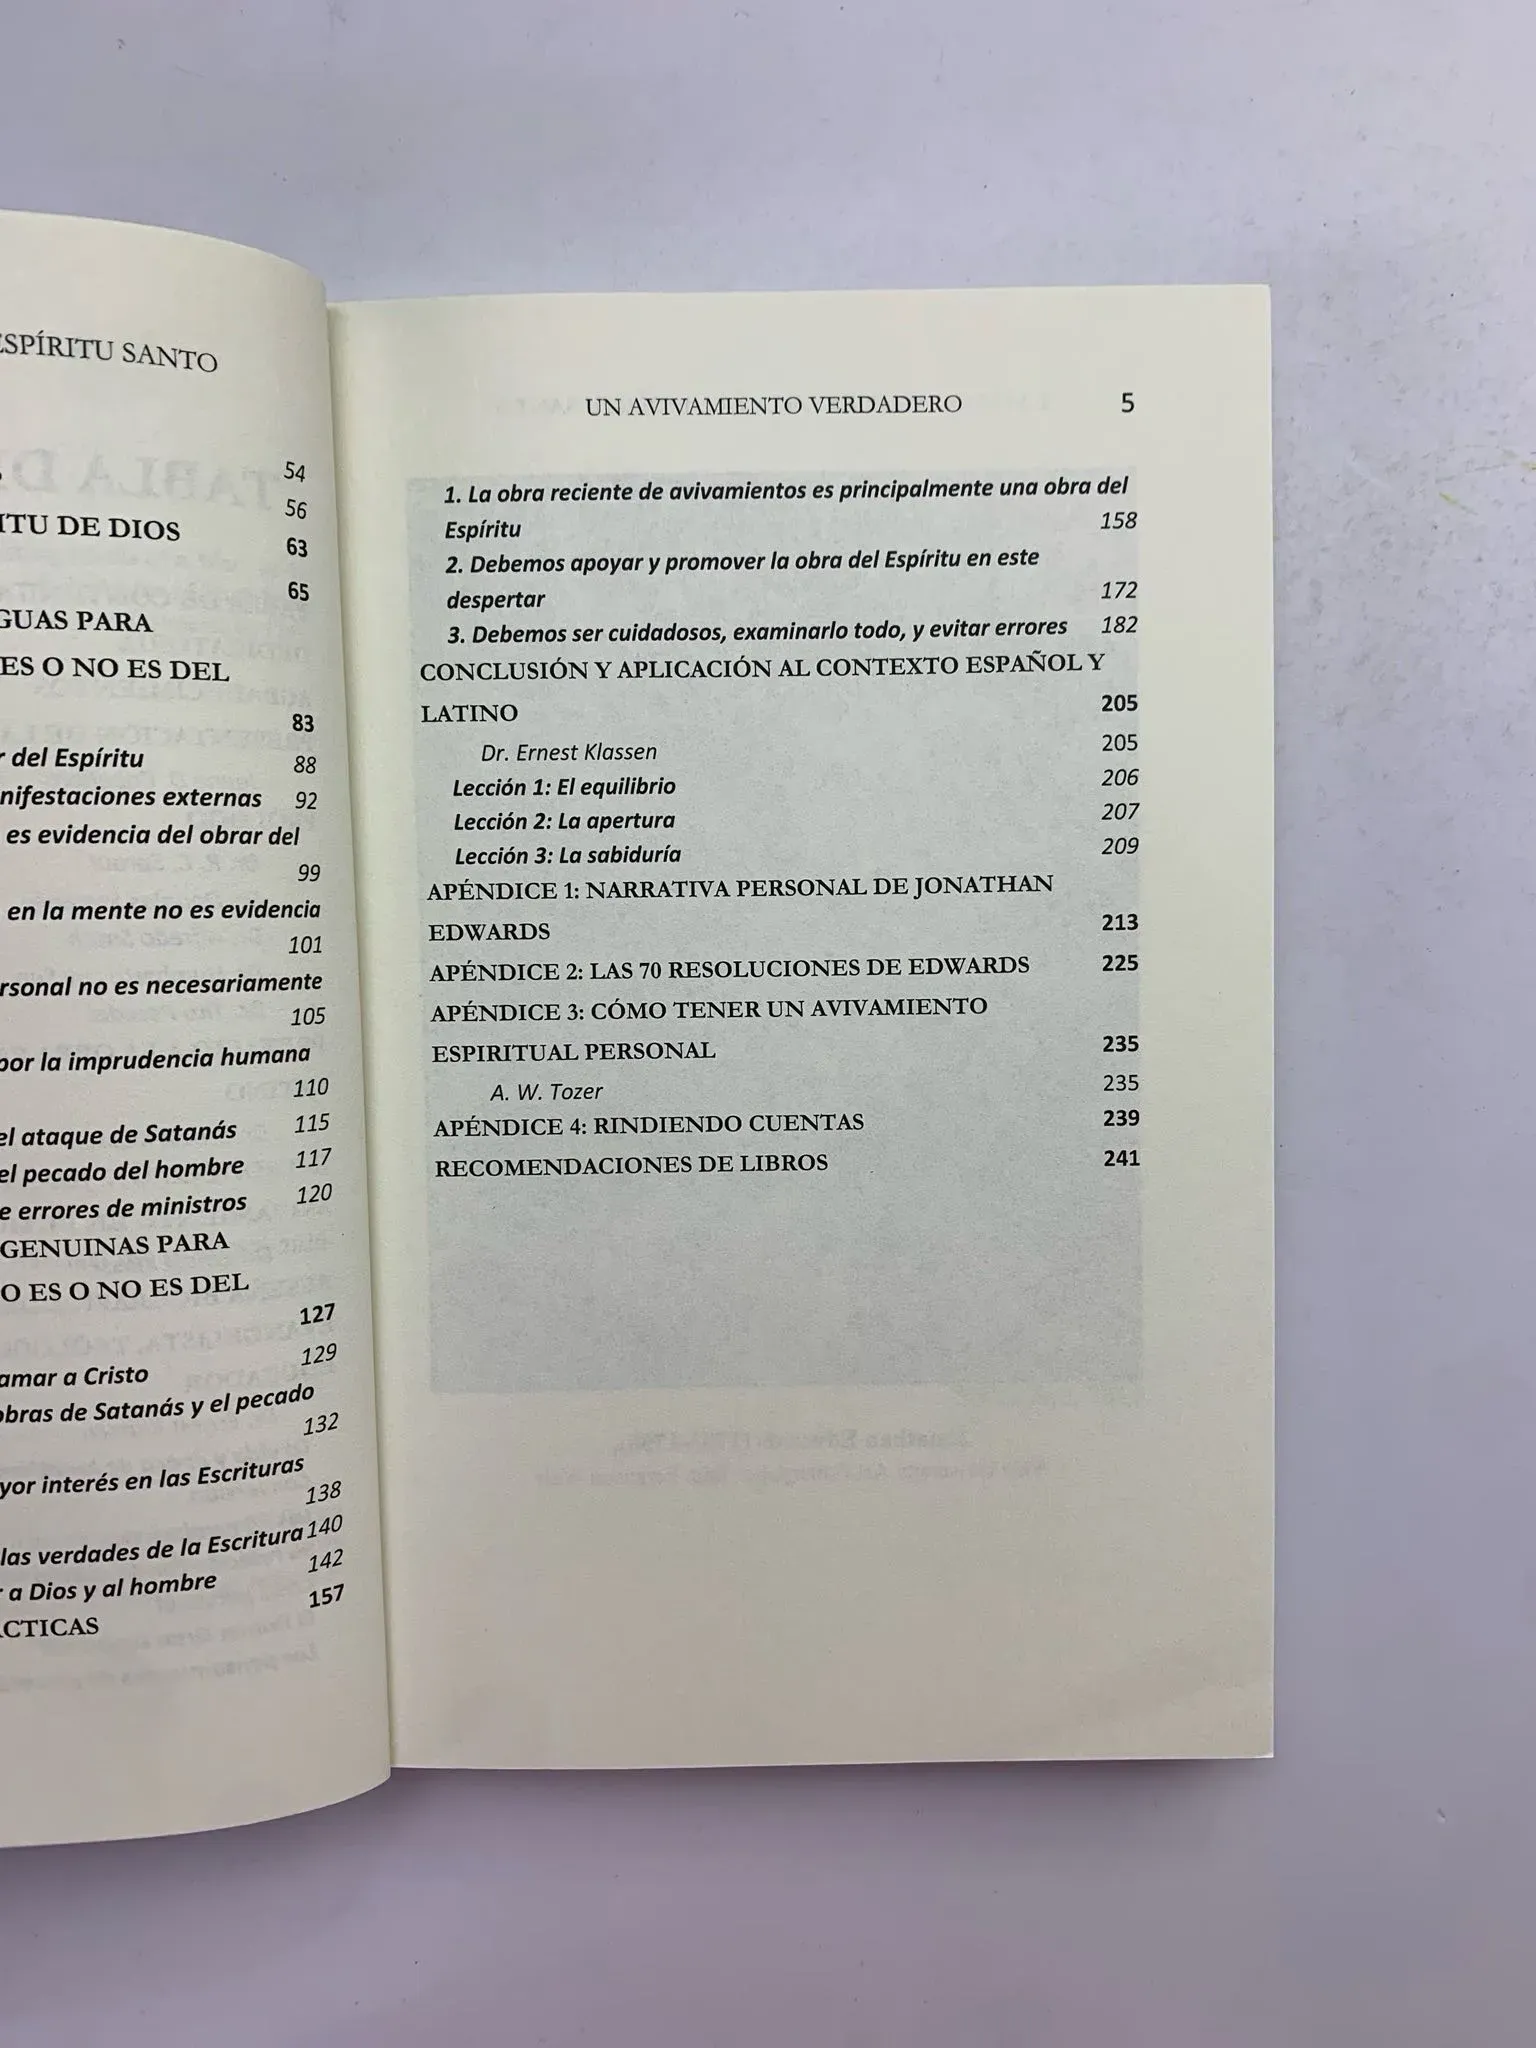 ESPÍRITU SANTO
54
56
ITU DE DIOS 63
65
GUAS PARA
ES O NO ES DEL
83
r del Espíritu 88
nifestaciones externas 92
es evidencia del obrar del
99
en la mente no es evidencia
101
rsonal no es necesariamente
105
por la imprudencia humana
110
el ataque de Satanás 115
el pecado del hombre 117
e errores de ministros 120
GENUINAS PARA
O ES O NO ES DEL
127
129
amar a Cristo
obras de Satanás y el pecado
132
yor interés en las Escrituras
138
las verdades de la Escritura 140
r a Dios y al hombre 142
157
ÁCTICAS
UN AVIVAMIENTO VERDADERO 5
1. La obra reciente de avivamientos es principalmente una obra del
Espíritu 158
2. Debemos apoyar y promover la obra del Espíritu en este
despertar 172
3. Debemos ser cuidadosos, examinarlo todo, y evitar errores 182
CONCLUSIÓN Y APLICACIÓN AL CONTEXTO ESPAÑOL Y
LATINO 205
Dr. Ernest Klassen 205
Lección 1: El equilibrio 206
Lección 2: La apertura 207
Lección 3: La sabiduría 209
APÉNDICE 1: NARRATIVA PERSONAL DE JONATHAN
EDWARDS 213
APÉNDICE 2: LAS 70 RESOLUCIONES DE EDWARDS 225
APÉNDICE 3: CÓMO TENER UN AVIVAMIENTO
ESPIRITUAL PERSONAL 235
A. W. Tozer 235
APÉNDICE 4: RINDIENDO CUENTAS 239
RECOMENDACIONES DE LIBROS 241